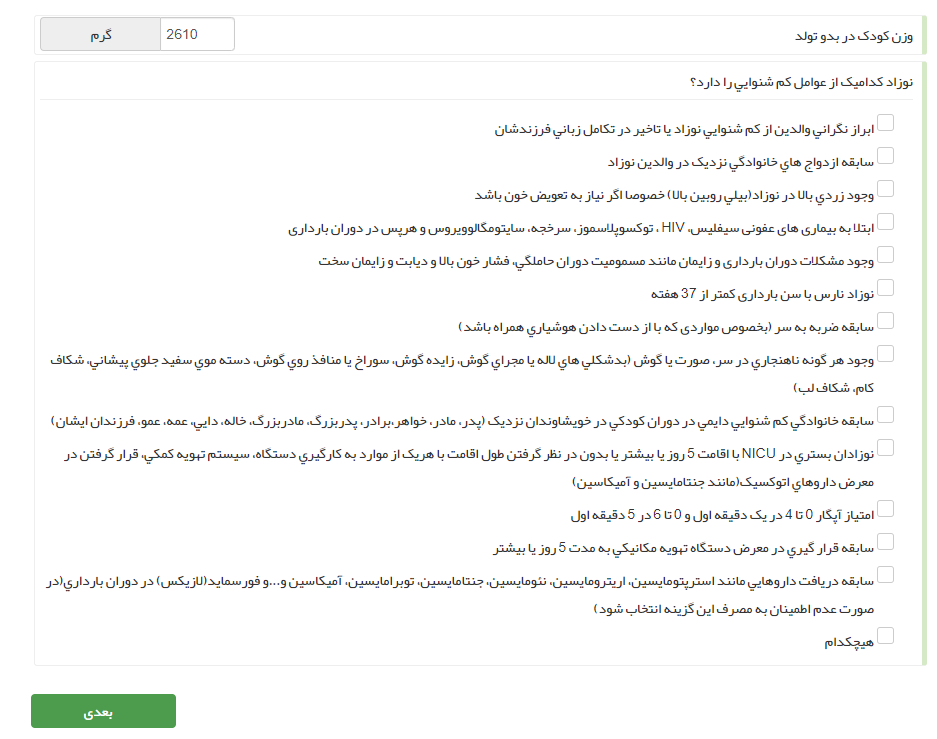 وزن کودک در بدو تولد
2610
گرم
نوزاد کدامیک از عوامل کم شنوايي را دارد؟
ابراز نگراني والدين از کم شنوايي نوزاد يا تاخير در تکامل زباني فرزندشان
سابقه ازدواج هاي خانوادگي نزديک در والدين نوزاد
وجود زردي بالا در نوزاد(بيلي روبين بالا) خصوصا اگر نياز به تعويض خون باشد
ابتلا به بیماری های عفونی سیفلیس، HIV ، توکسوپلاسموز، سرخجه، سایتومگالوویروس و هرپس در دوران بارداری
وجود مشکلات دوران بارداری و زایمان مانند مسمومیت دوران حاملگي، فشار خون بالا و دیابت و زایمان سخت
نوزاد نارس با سن بارداری کمتر از 37 هفته
سابقه ضربه به سر (بخصوص مواردی که با از دست دادن هوشیاري همراه باشد)
وجود هر گونه ناهنجاري در سر، صورت يا گوش (بدشکلي هاي لاله يا مجراي گوش، زايده گوش، سوراخ يا منافذ روي گوش، دسته موي سفيد جلوي پيشاني، شکاف
کام، شکاف لب)
سابقه خانوادگي کم شنوايي دايمي در دوران کودکي در خويشاوندان نزديک (پدر، مادر، خواهر،برادر، پدربزرگ، مادربزرگ، خاله، دايي، عمه، عمو، فرزندان ايشان)
نوزادان بستري در NICU با اقامت 5 روز يا بيشتر يا بدون در نظر گرفتن طول اقامت با هريک از موارد به کارگيري دستگاه، سيستم تهويه کمکي، قرار گرفتن در
معرض داروهاي اتوکسيک(مانند جنتامايسين و آميکاسين)
امتياز آپگار 0 تا 4 در يک دقيقه اول و 0 تا 6 در 5 دقيقه اول
سابقه قرار گيري در معرض دستگاه تهويه مکانيکي به مدت 5 روز يا بيشتر
سابقه دريافت داروهايي مانند استرپتومايسين، اريترومايسين، نئومايسين، جنتامايسين، توبرامايسين، آميکاسين و...و فورسمايد(لازيکس) در دوران بارداري(در
صورت عدم اطمينان به مصرف اين گزينه انتخاب شود)
هیچکدام
بعدی